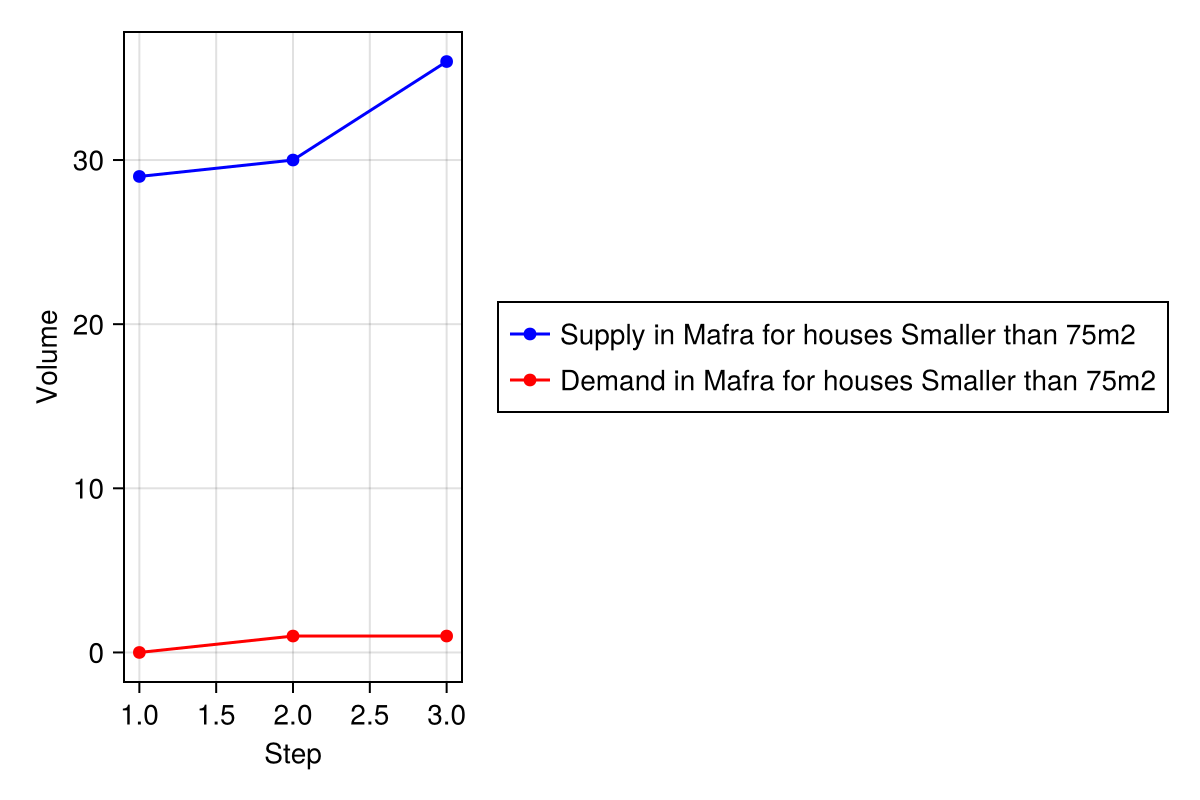 30
20
10
0
Volume
1.0 1.5 2.0 2.5 3.0
Step
Supply in Mafra for houses Smaller than 75m2
Demand in Mafra for houses Smaller than 75m2